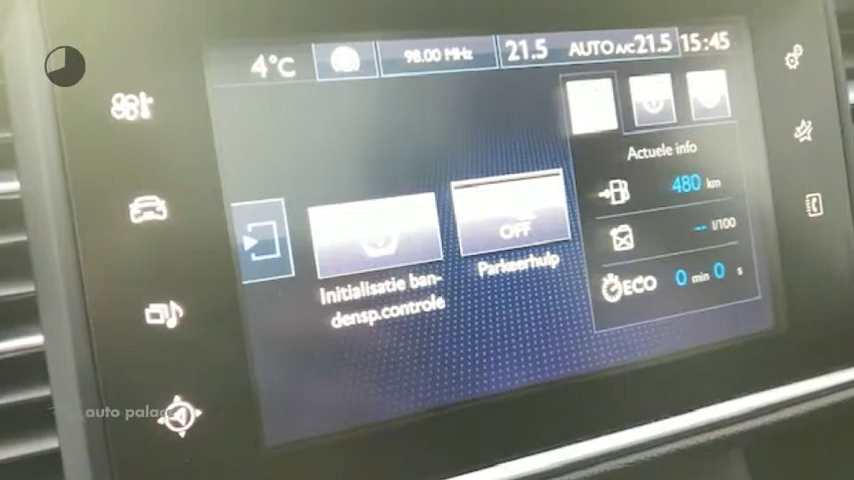 4°C
98.00 MHz
21.5
AUTO A/C 21.5
15:45
Actuele info
480 km
OFF
-- l/100
Initialisatie ban-
densp.controle
Parkeerhulp
ECO 0 min 0 s
auto palac